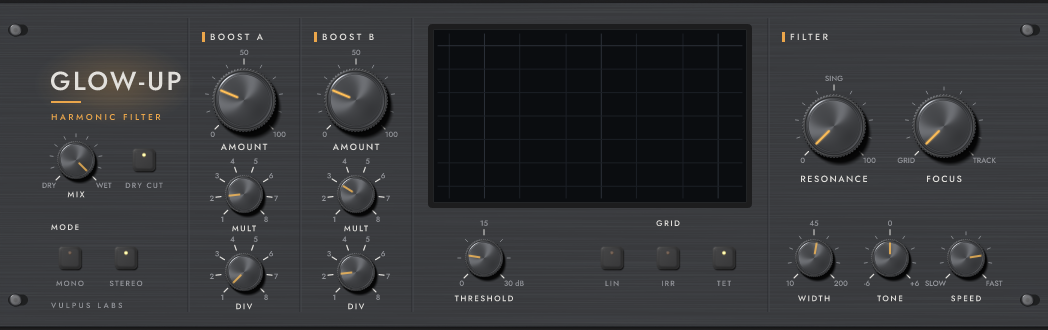 GLOW-UP
HARMONIC FILTER
DRY
WET
MIX
DRY CUT
MODE
MONO
STEREO
VULPUS LABS
BOOST A
50
0
100
AMOUNT
1
2
3
4
5
6
7
8
MULT
1
2
3
4
5
6
7
8
DIV
BOOST B
50
0
100
AMOUNT
1
2
3
4
5
6
7
8
MULT
1
2
3
4
5
6
7
8
DIV
15
0
30 dB
THRESHOLD
GRID
LIN
IRR
TET
FILTER
SING
0
100
RESONANCE
GRID
TRACK
FOCUS
45
10
200
WIDTH
0
-6
+6
TONE
SLOW
FAST
SPEED